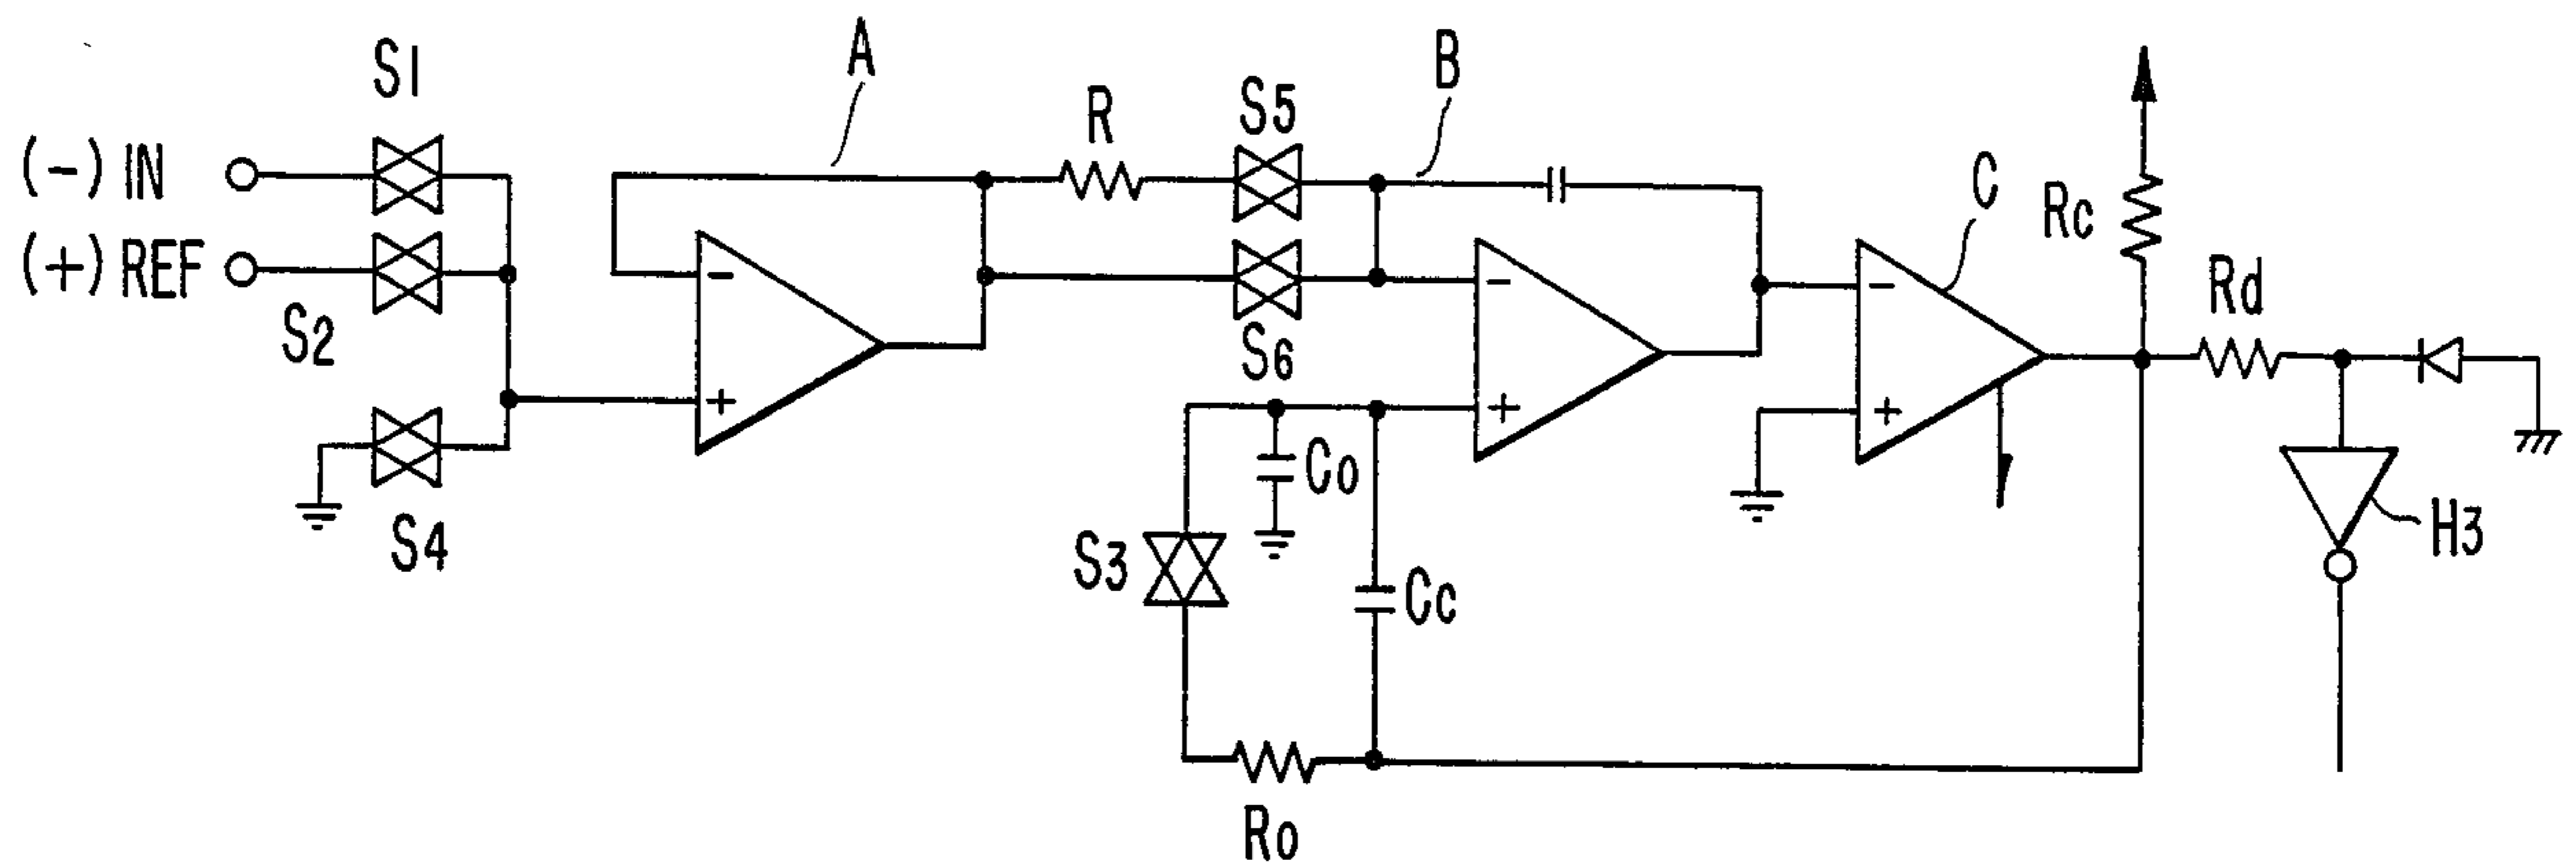 S1
A
B
(-) IN
R
S5
C
Rc
(+) REF
S2
-
-
-
Rd
S6
+
+
+
Co
S4
S3
Cc
H3
Ro